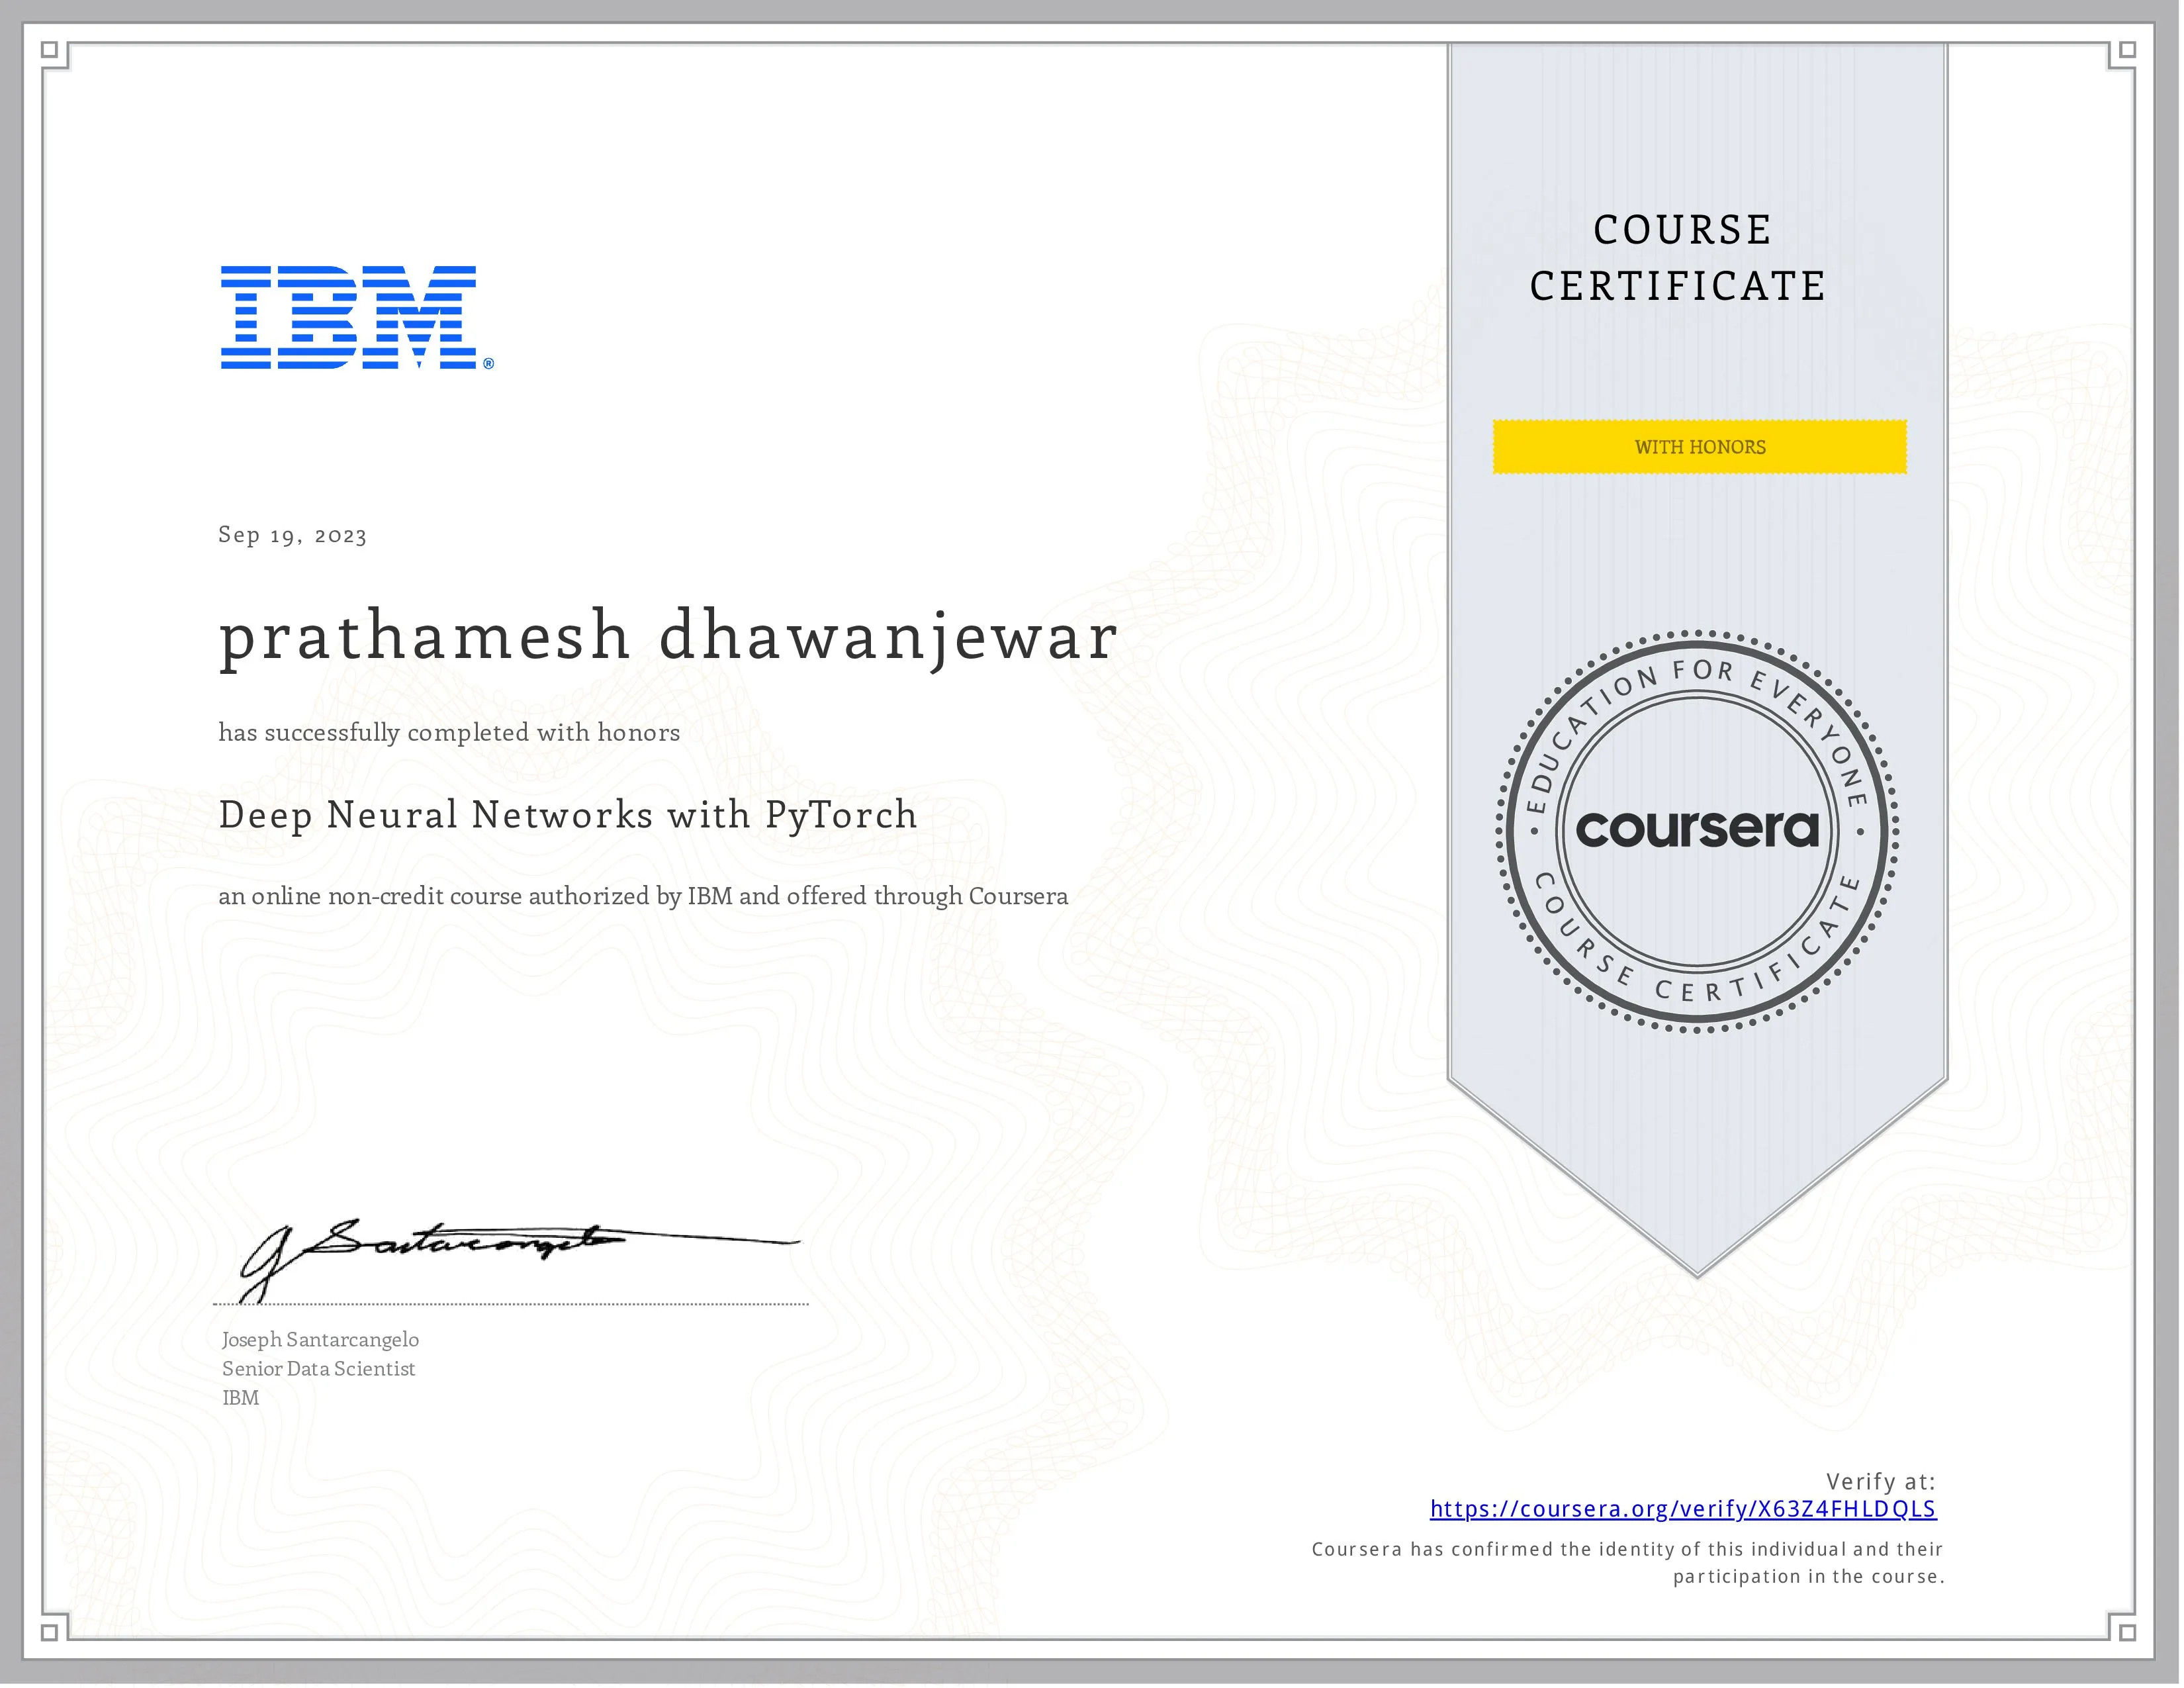 IBM®
Sep 19, 2023
prathamesh dhawanjewar
has successfully completed with honors
Deep Neural Networks with PyTorch
an online non-credit course authorized by IBM and offered through Coursera
G Santarcangelo
Joseph Santarcangelo
Senior Data Scientist
IBM
COURSE
CERTIFICATE
WITH HONORS
EDUCATION FOR EVERYONE
coursera
COURSE CERTIFICATE
Verify at:
https://coursera.org/verify/X63Z4FHLDQLS
Coursera has confirmed the identity of this individual and their
participation in the course.